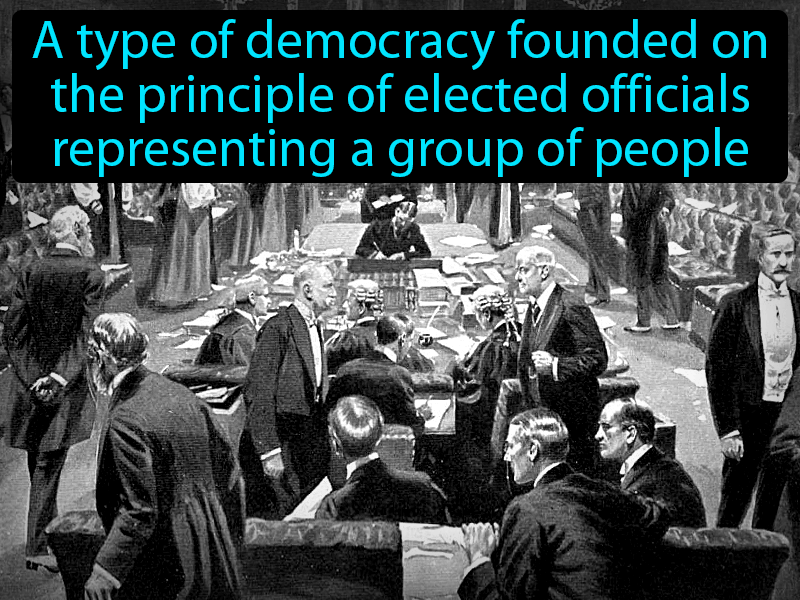 A type of democracy founded on
the principle of elected officials
representing a group of people